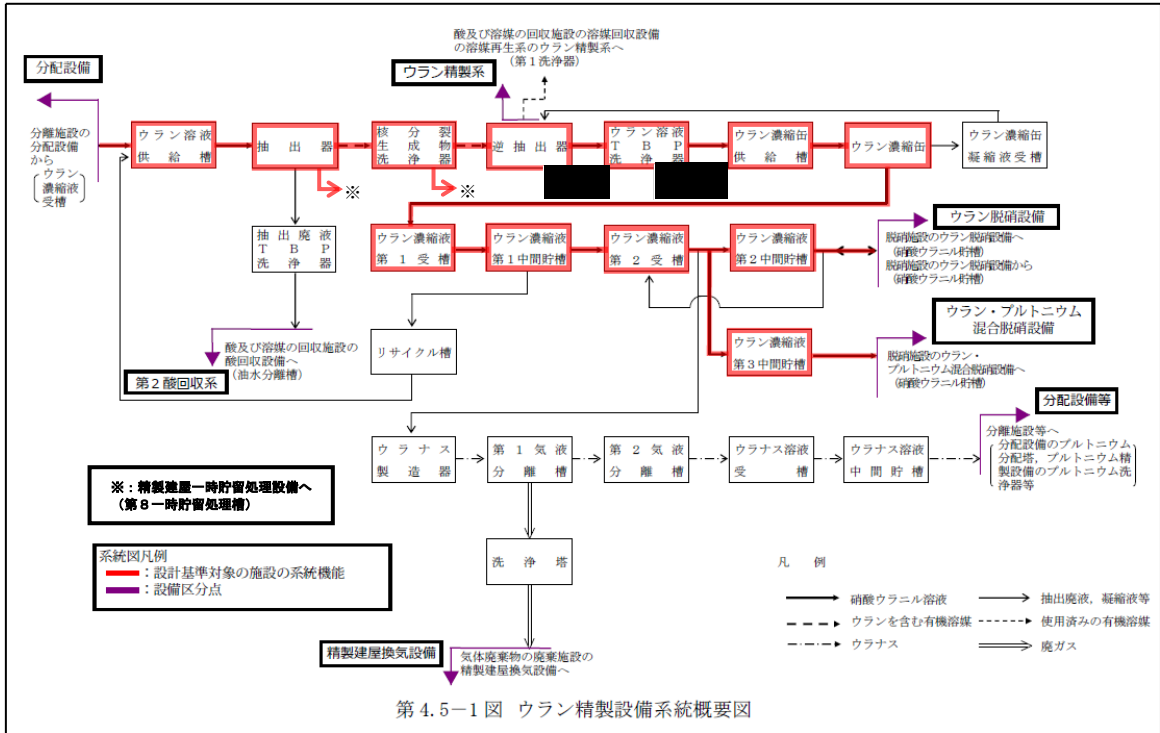 酸及び溶媒の回収施設の溶媒回収設備
の溶媒再生系のウラン精製系へ
(第1洗浄器)
分配設備
ウラン精製系
分離施設の
分配設備
から
ウラン
濃縮液
受槽
ウラン溶液
供給槽
抽出器
核分裂
生成物
洗浄器
逆抽出器
ウラン溶液
TBP
洗浄器
ウラン濃縮缶
供給槽
ウラン濃縮缶
ウラン濃縮缶
凝縮液受槽
※
※
抽出廃液
TBP
洗浄器
ウラン濃縮液
第1受槽
ウラン濃縮液
第1中間貯槽
ウラン濃縮液
第2受槽
ウラン濃縮液
第2中間貯槽
ウラン脱硝設備
脱硝施設のウラン脱硝設備へ
(硝酸ウラニル貯槽)
脱硝施設のウラン脱硝設備から
(硝酸ウラニル貯槽)
ウラン・プルトニウム
混合脱硝設備
酸及び溶媒の回収施設の
酸回収設備へ
(油水分離槽)
第2酸回収系
リサイクル槽
ウラン濃縮液
第3中間貯槽
脱硝施設のウラン・
プルトニウム混合脱硝設備へ
(硝酸ウラニル貯槽)
分配設備等
ウラナス
製造器
第1気液
分離槽
第2気液
分離槽
ウラナス溶液
受槽
ウラナス溶液
中間貯槽
分離施設等へ
分配設備のプルトニウム
分配塔,プルトニウム精
製設備のプルトニウム洗
浄器等
※:精製建屋一時貯留処理設備へ
(第8一時貯留処理槽)
系統図凡例
:設計基準対象の施設の系統機能
:設備区分点
洗浄塔
凡例
硝酸ウラニル溶液
抽出廃液,凝縮液等
ウランを含む有機溶媒
使用済みの有機溶媒
ウラナス
廃ガス
精製建屋換気設備
気体廃棄物の廃棄施設の
精製建屋換気設備へ
第4.5-1図 ウラン精製設備系統概要図